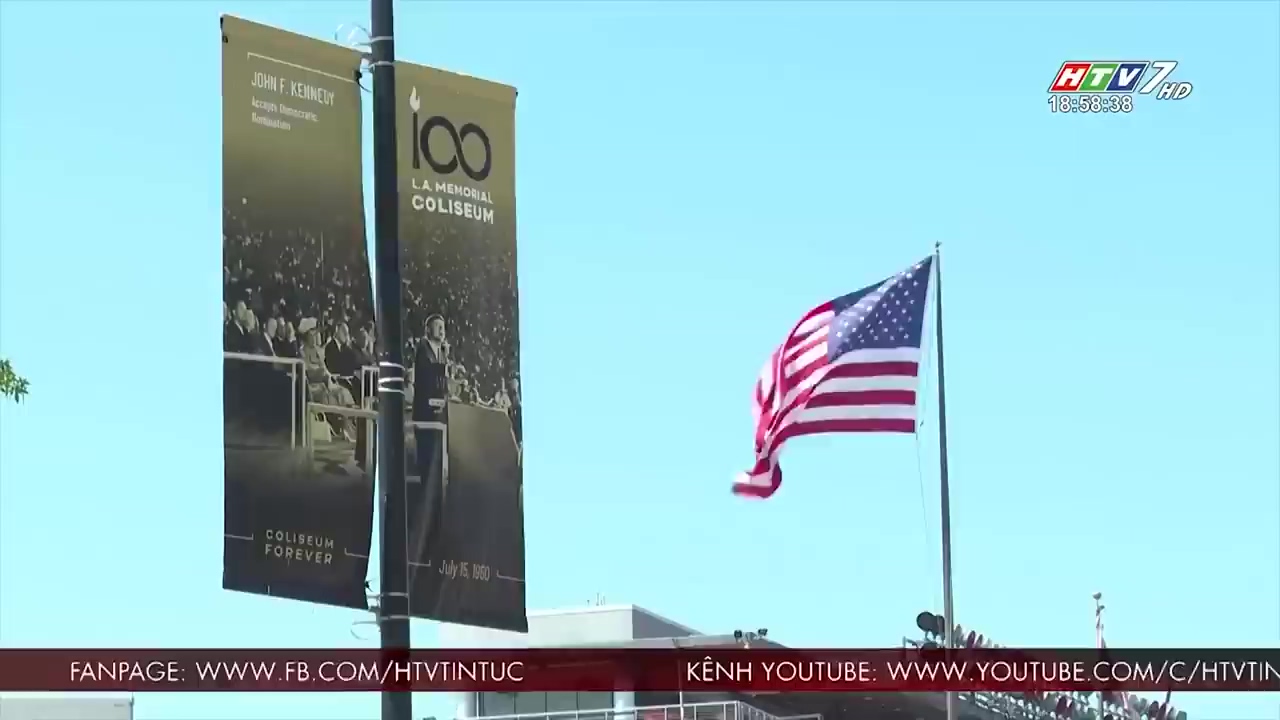 JOHN F. KENNEDY
Accepts Democratic
Nomination
100
L.A. MEMORIAL
COLISEUM
COLISEUM
FOREVER
July 15, 1960
HTV7 HD
18:58:38
FANPAGE: WWW.FB.COM/HTVTINTUC
KÊNH YOUTUBE: WWW.YOUTUBE.COM/C/HTVTIN